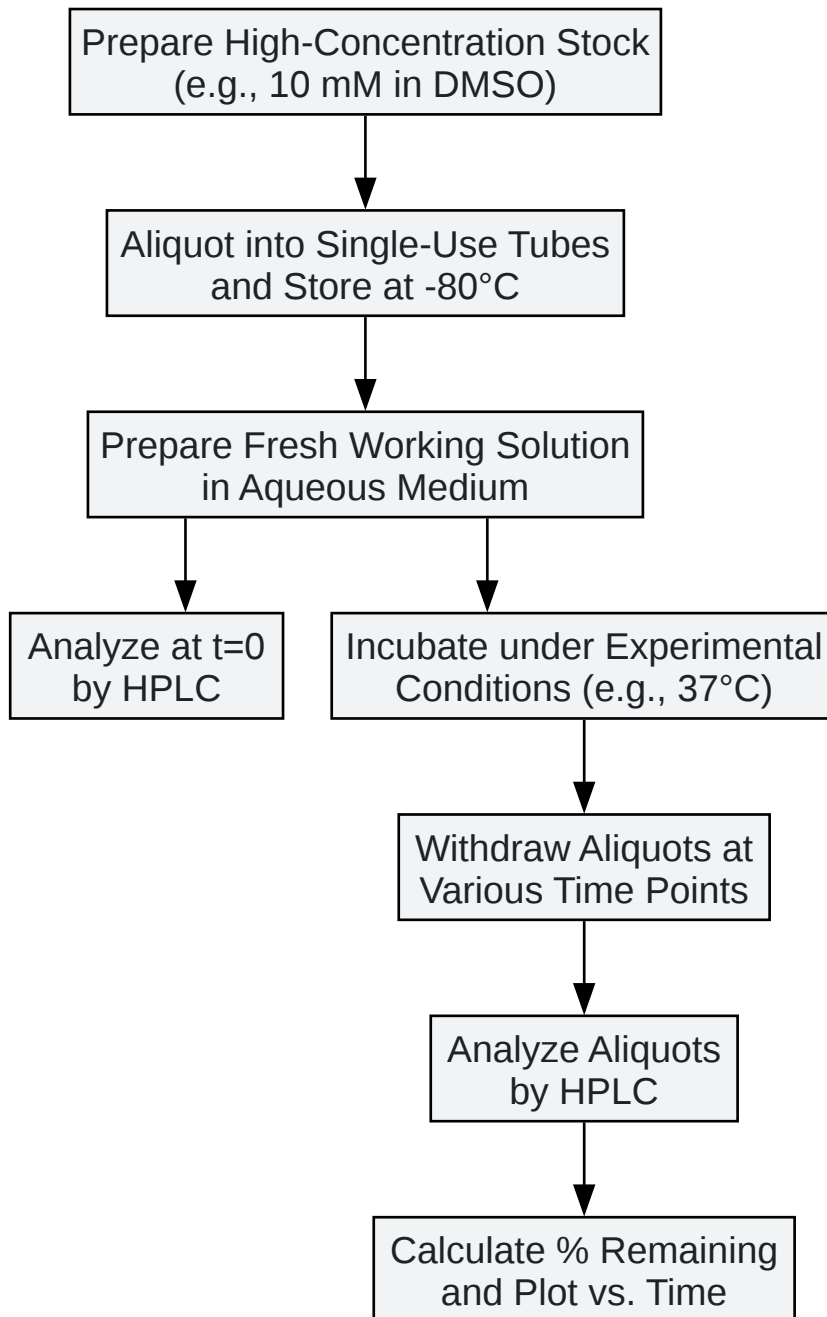 Prepare High-Concentration Stock
(e.g., 10 mM in DMSO)
Aliquot into Single-Use Tubes
and Store at -80°C
Prepare Fresh Working Solution
in Aqueous Medium
Analyze at t=0
by HPLC
Incubate under Experimental
Conditions (e.g., 37°C)
Withdraw Aliquots at
Various Time Points
Analyze Aliquots
by HPLC
Calculate % Remaining
and Plot vs. Time